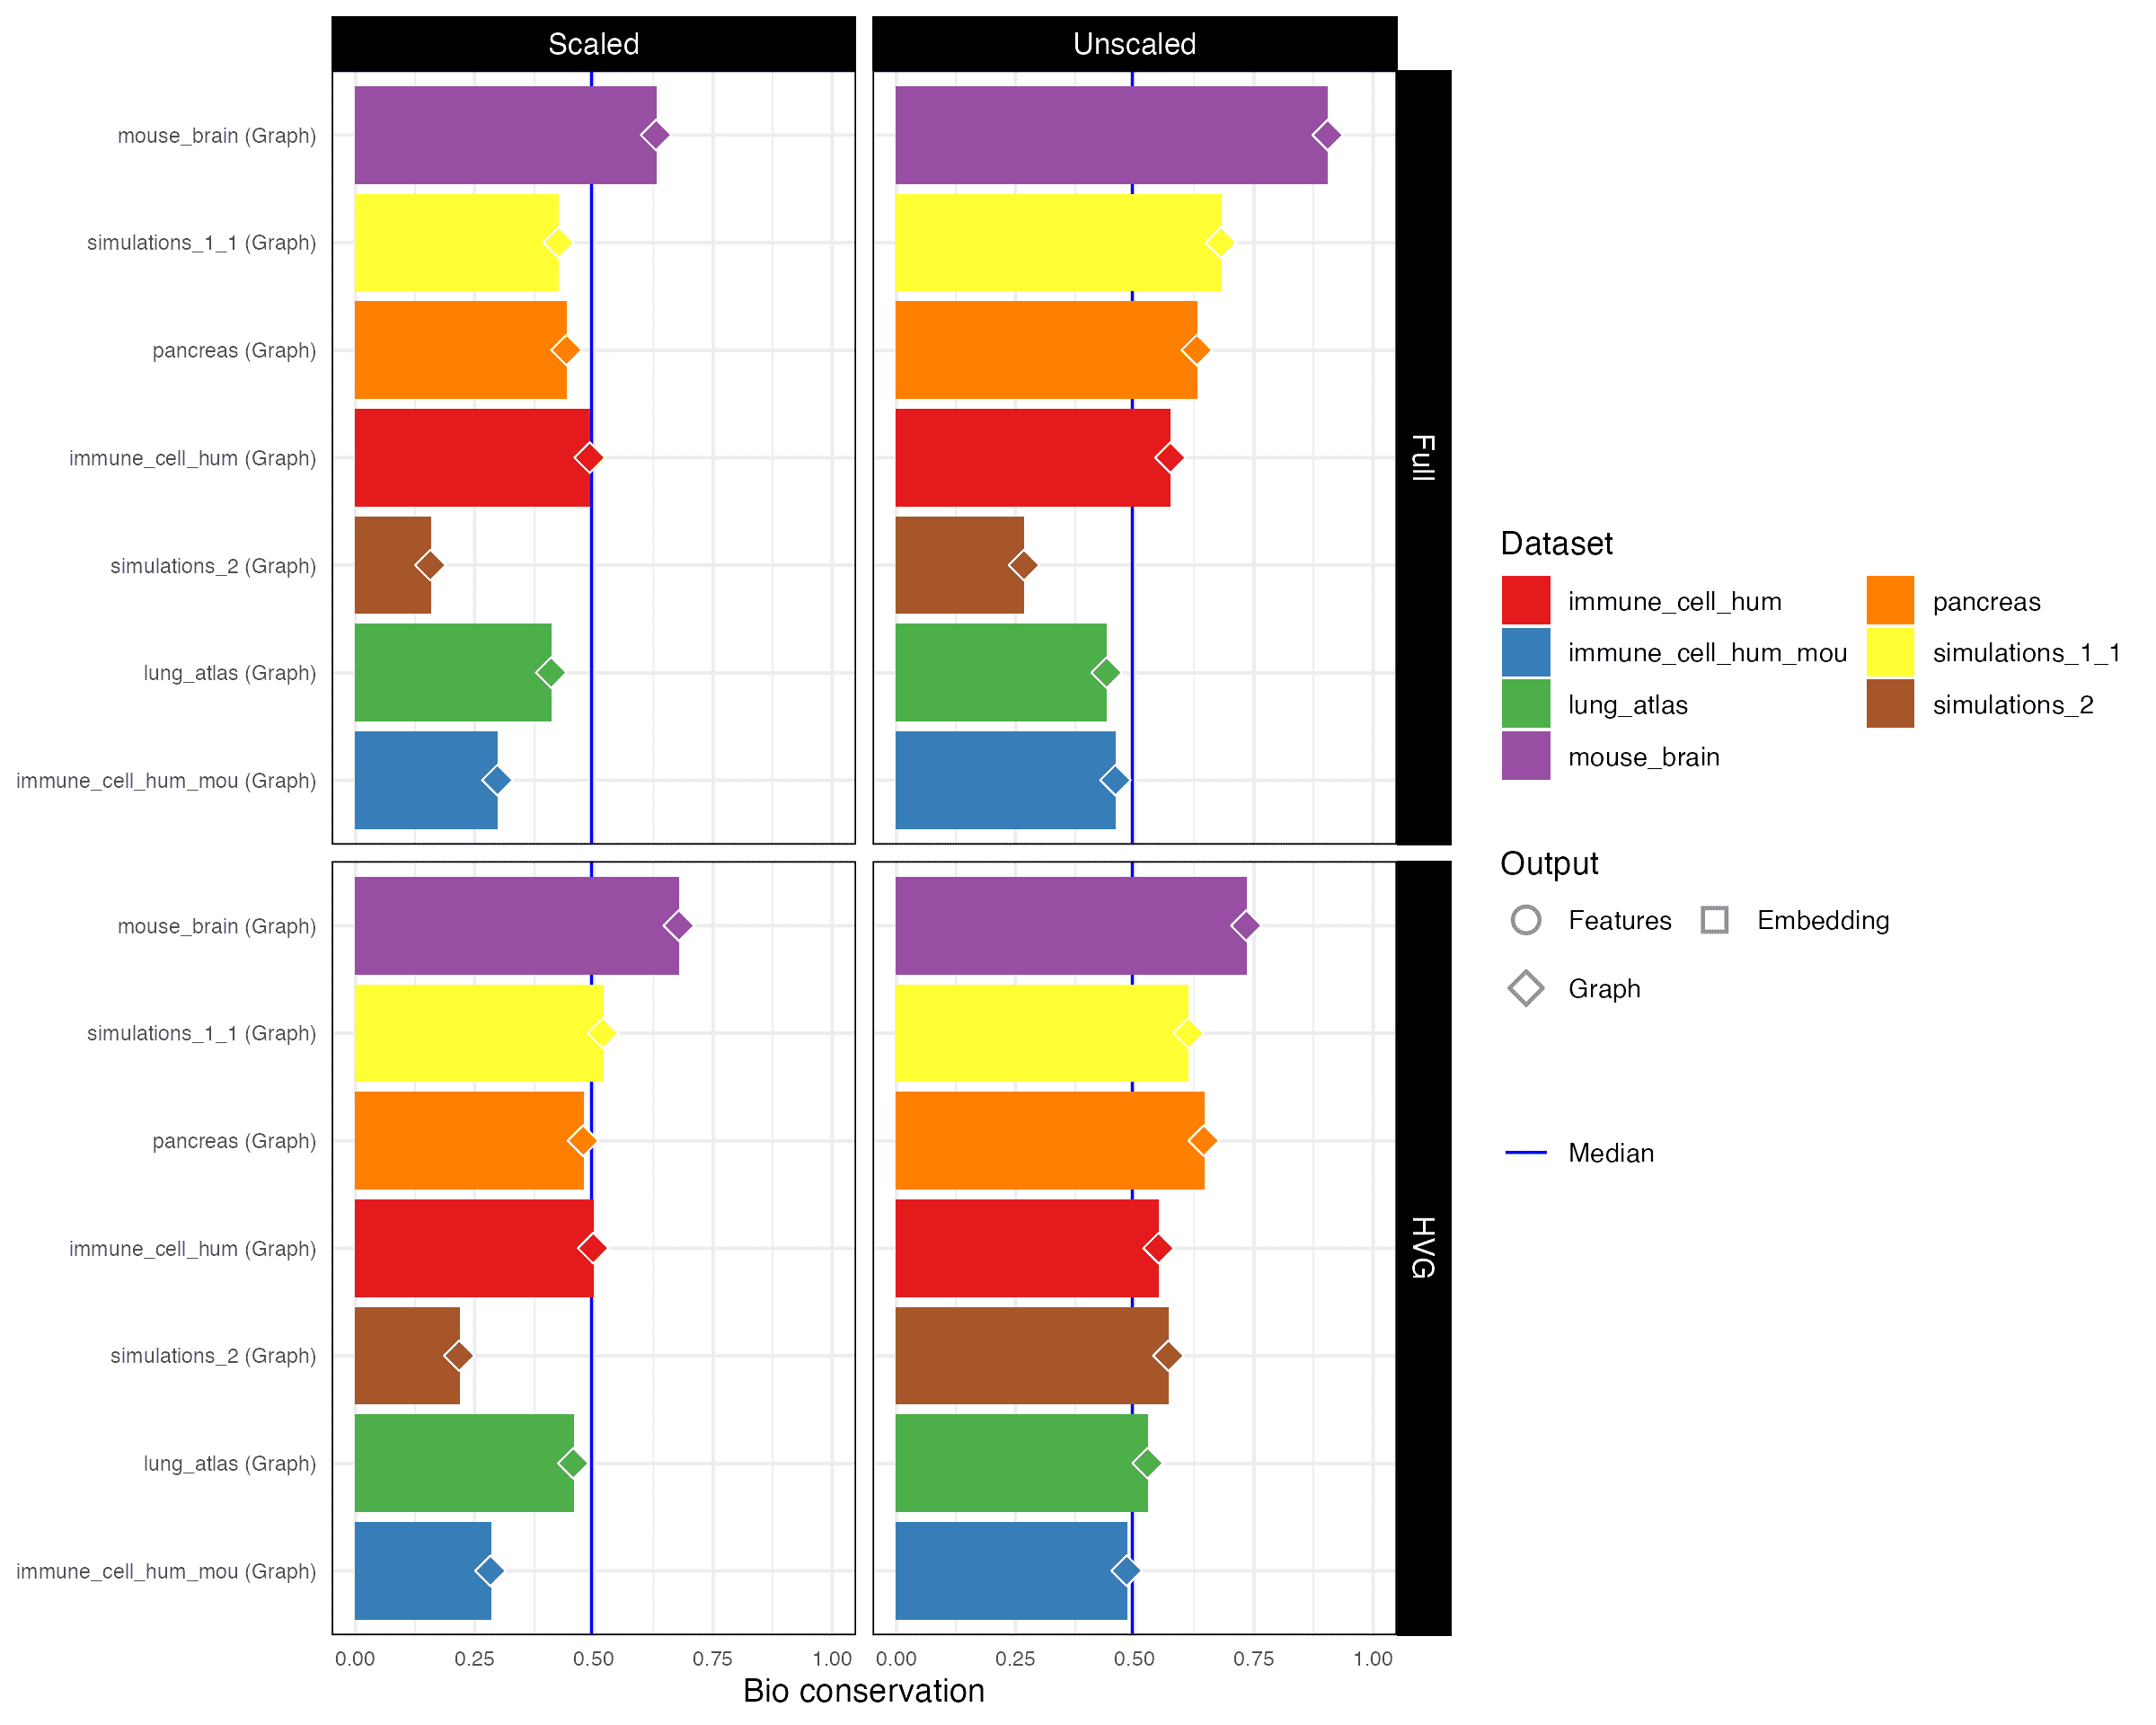 Scaled
Unscaled
mouse_brain (Graph)
simulations_1_1 (Graph)
pancreas (Graph)
immune_cell_hum (Graph)
simulations_2 (Graph)
lung_atlas (Graph)
immune_cell_hum_mou (Graph)
Full
mouse_brain (Graph)
simulations_1_1 (Graph)
pancreas (Graph)
immune_cell_hum (Graph)
simulations_2 (Graph)
lung_atlas (Graph)
immune_cell_hum_mou (Graph)
HVG
0.00 0.25 0.50 0.75 1.00
0.00 0.25 0.50 0.75 1.00
Bio conservation
Dataset
immune_cell_hum
immune_cell_hum_mou
lung_atlas
mouse_brain
pancreas
simulations_1_1
simulations_2
Output
Features
Embedding
Graph
Median